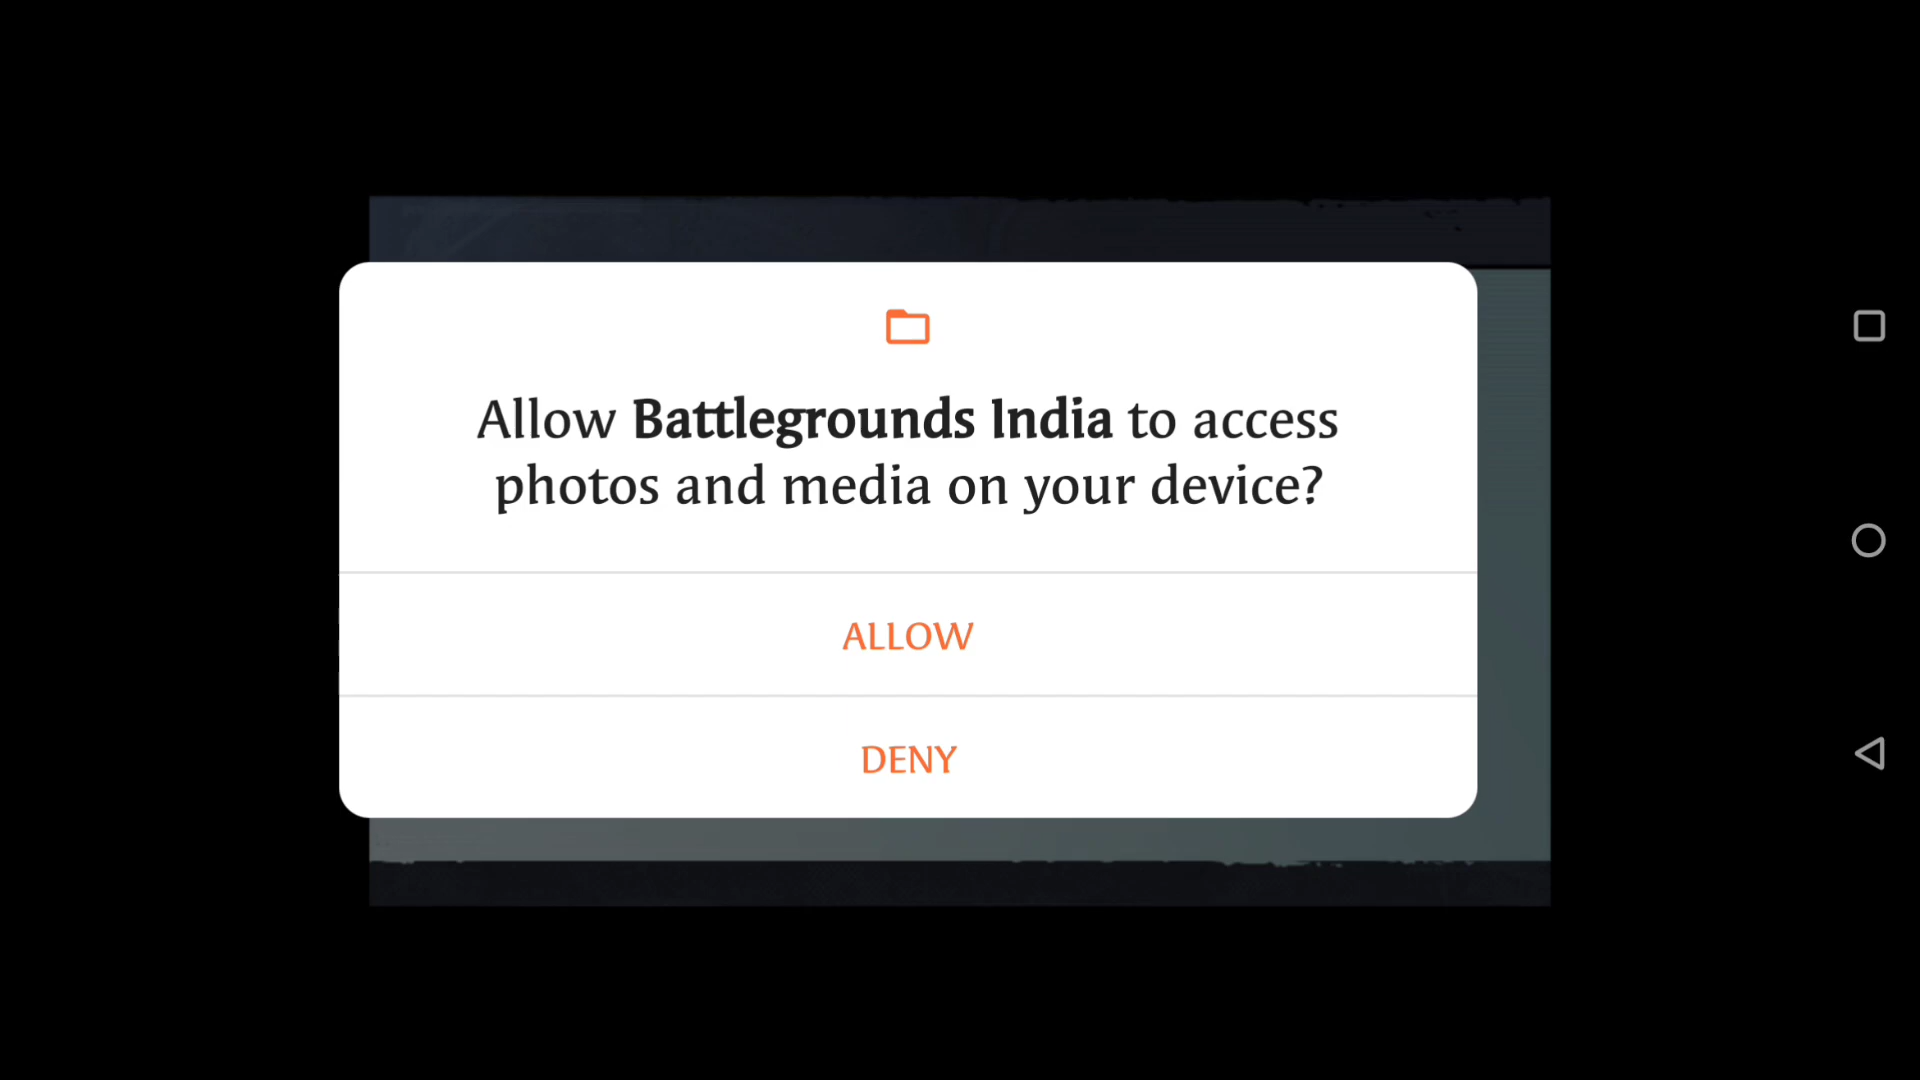 Allow Battlegrounds India to access
photos and media on your device?
ALLOW
DENY